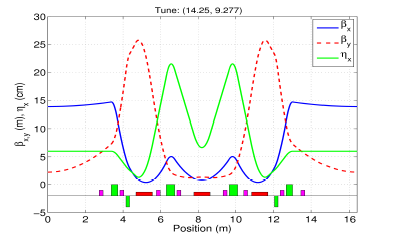 Tune: (14.25, 9.277)
30
25
20
15
10
5
0
−5
β_x,y (m), η_x (cm)
β_x
β_y
η_x
0 2 4 6 8 10 12 14 16
Position (m)